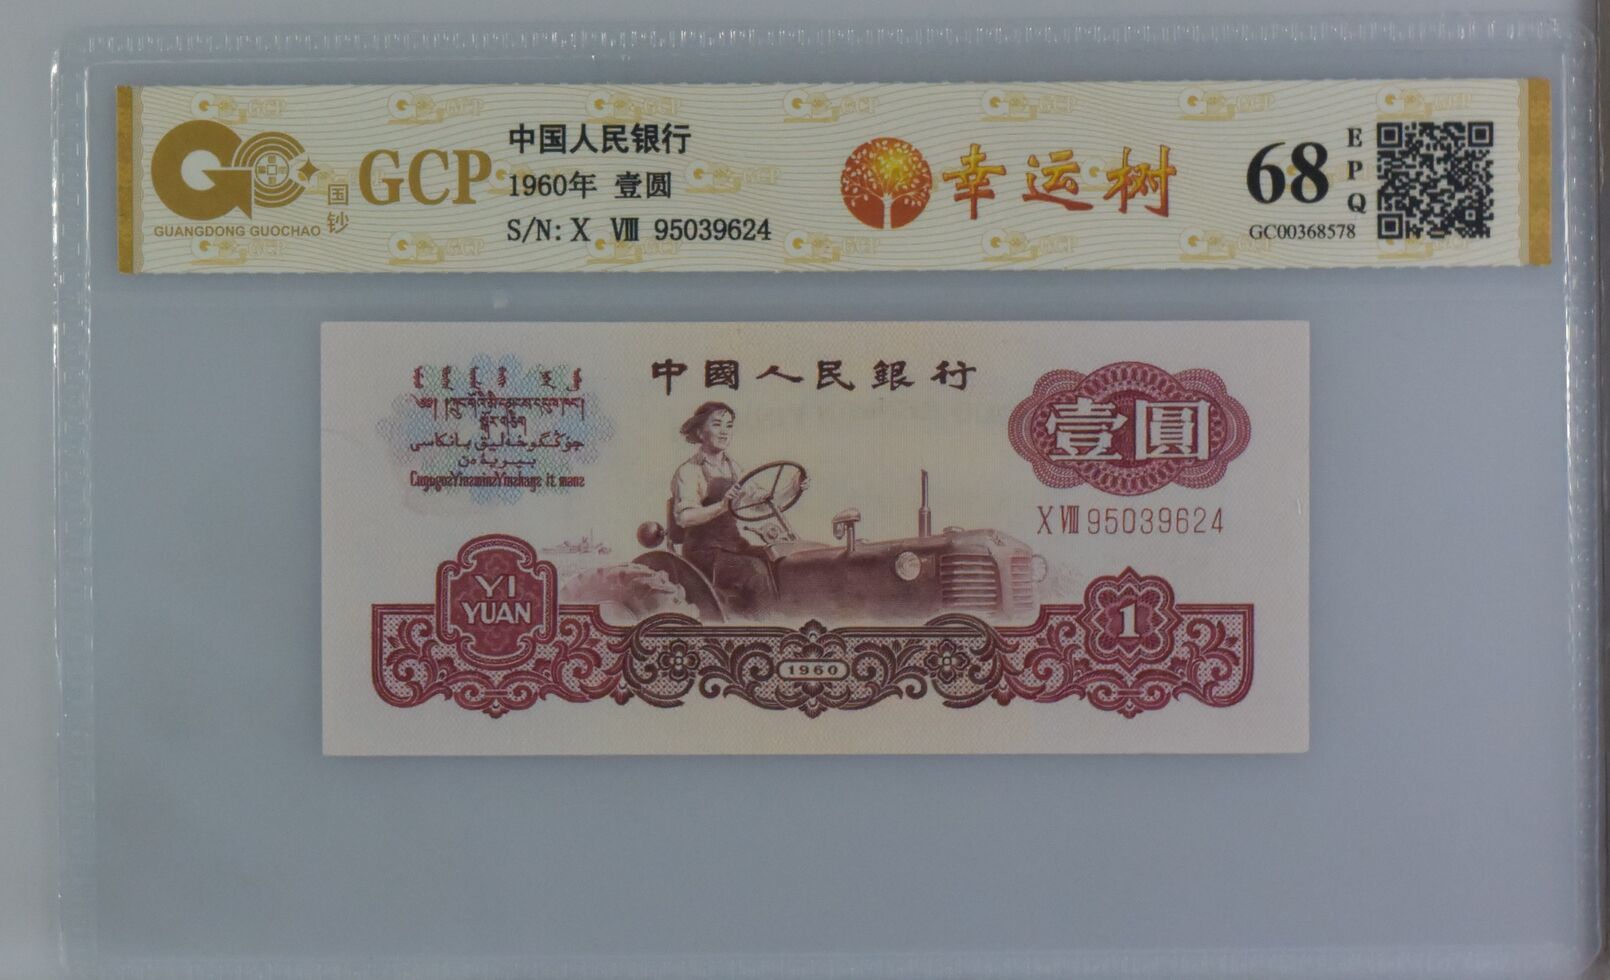 GCP
国钞
GUANGDONG GUOCHAO
中国人民银行
1960年 壹圆
S/N: X VIII 95039624
幸运树
68
EPQ
GC00368578
中國人民銀行
壹圓
X VIII 95039624
YI
YUAN
1
1960